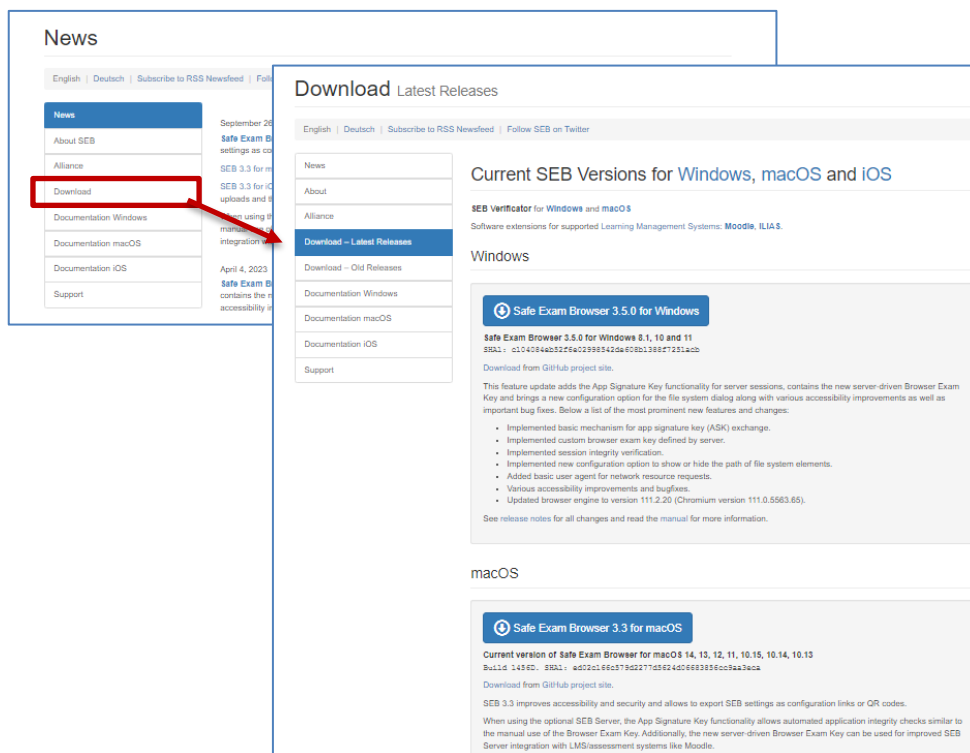 News
English | Deutsch | Subscribe to RSS Newsfeed |
News
About SEB
Alliance
Download
Documentation Windows
Documentation macOS
Documentation iOS
Support
September 26
Safe Exam
settings as
SEB 3.3 for
SEB 3.3 for
uploads and
using
integration
April 4, 2023
Safe Exam
contains the
accessibility
Download Latest Releases
English | Deutsch | Subscribe to RSS Newsfeed | Follow SEB on Twitter
News
About
Alliance
Download – Latest Releases
Download – Old Releases
Documentation Windows
Documentation macOS
Documentation iOS
Support
Current SEB Versions for Windows, macOS and iOS
SEB Verificator for Windows and macOS
Software extensions for supported Learning Management Systems: Moodle, ILIAS.
Windows
Safe Exam Browser 3.5.0 for Windows
Safe Exam Browser 3.5.0 for Windows 8.1, 10 and 11
SHA1: c104084eb52f6e02998542da608b1388f7251acb
Download from GitHub project site.
This feature update adds the App Signature Key functionality for server sessions, contains the new server-driven Browser Exam
Key and brings a new configuration option for the file system dialog along with various accessibility improvements as well as
important bug fixes. Below a list of the most prominent new features and changes:
• Implemented basic mechanism for app signature key (ASK) exchange.
• Implemented custom browser exam key defined by server.
• Implemented session integrity verification.
• Implemented new configuration option to show or hide the path of file system elements.
• Added basic user agent for network resource requests.
• Various accessibility improvements and bugfixes.
• Updated browser engine to version 111.2.20 (Chromium version 111.0.5563.65).
See release notes for all changes and read the manual for more information.
macOS
Safe Exam Browser 3.3 for macOS
Current version of Safe Exam Browser for macOS 14, 13, 12, 11, 10.15, 10.14, 10.13
Build 1456D. SHA1: ed02c166c579d2277d5624d06683856cc9aa3eca
Download from GitHub project site.
SEB 3.3 improves accessibility and security and allows to export SEB settings as configuration links or QR codes.
When using the optional SEB Server, the App Signature Key functionality allows automated application integrity checks similar to
the manual use of the Browser Exam Key. Additionally, the new server-driven Browser Exam Key can be used for improved SEB
Server integration with LMS/assessment systems like Moodle.